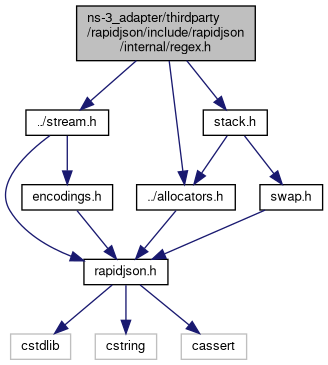 ns-3_adapter/thirdparty
/rapidjson/include/rapidjson
/internal/regex.h
../stream.h
stack.h
encodings.h
../allocators.h
swap.h
rapidjson.h
cstdlib
cstring
cassert